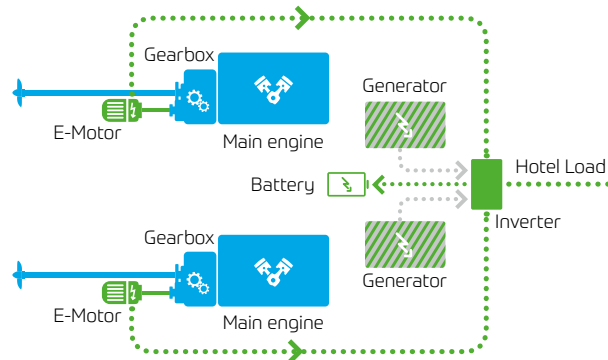 Gearbox
Generator
E-Motor
Main engine
Hotel Load
Battery
Inverter
Gearbox
Generator
E-Motor
Main engine